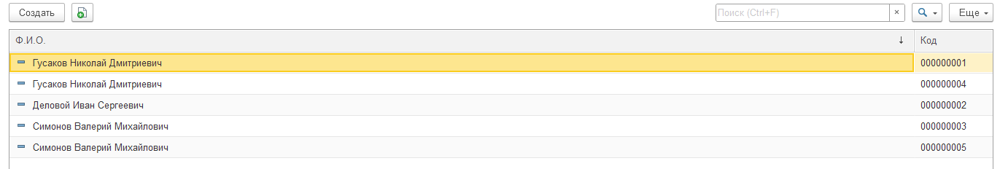 Создать Поиск (Ctrl+F) × Еще
Ф.И.О. ↓ Код
Гусаков Николай Дмитриевич 000000001
Гусаков Николай Дмитриевич 000000004
Деловой Иван Сергеевич 000000002
Симонов Валерий Михайлович 000000003
Симонов Валерий Михайлович 000000005